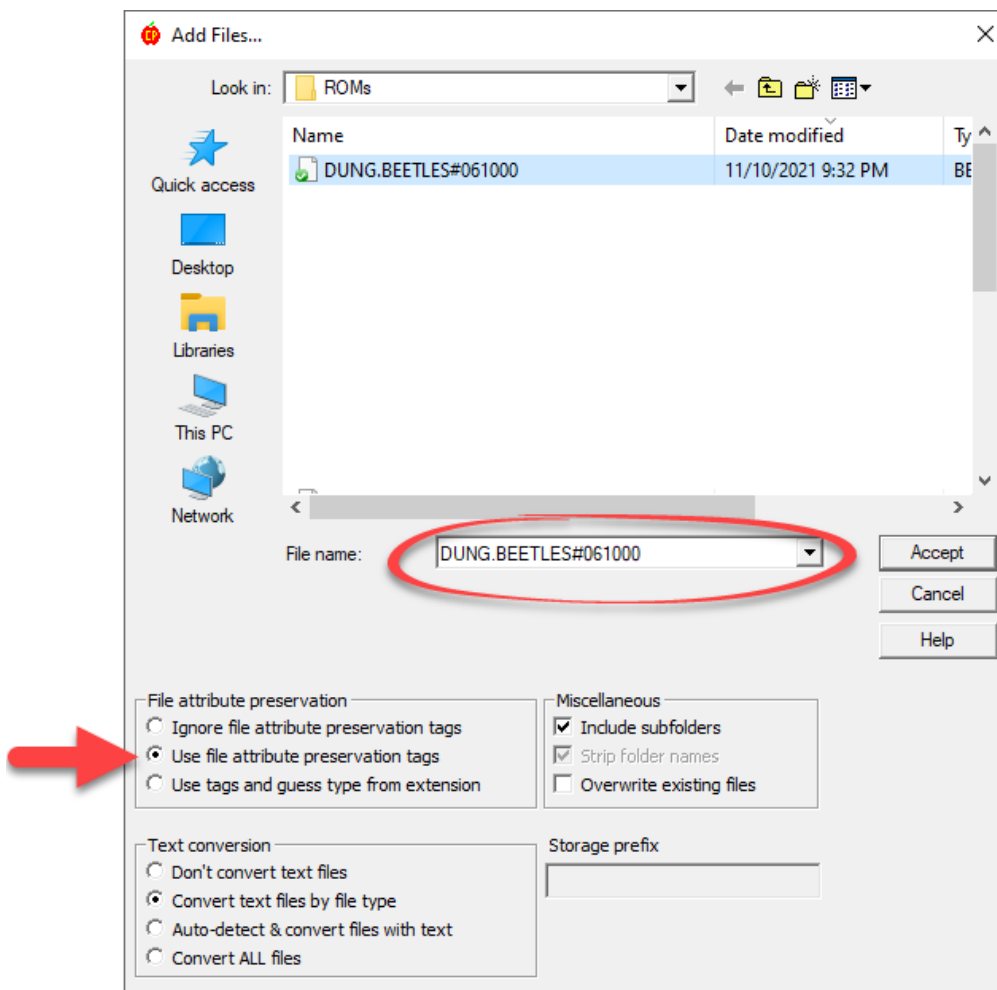 CP Add Files...
Look in: ROMs
Name Date modified Ty
DUNG.BEETLES#061000 11/10/2021 9:32 PM BE
Quick access
Desktop
Libraries
This PC
Network
File name: DUNG.BEETLES#061000 Accept
Cancel
Help
File attribute preservation
Ignore file attribute preservation tags
Use file attribute preservation tags
Use tags and guess type from extension
Miscellaneous
Include subfolders
Strip folder names
Overwrite existing files
Text conversion
Don't convert text files
Convert text files by file type
Auto-detect & convert files with text
Convert ALL files
Storage prefix